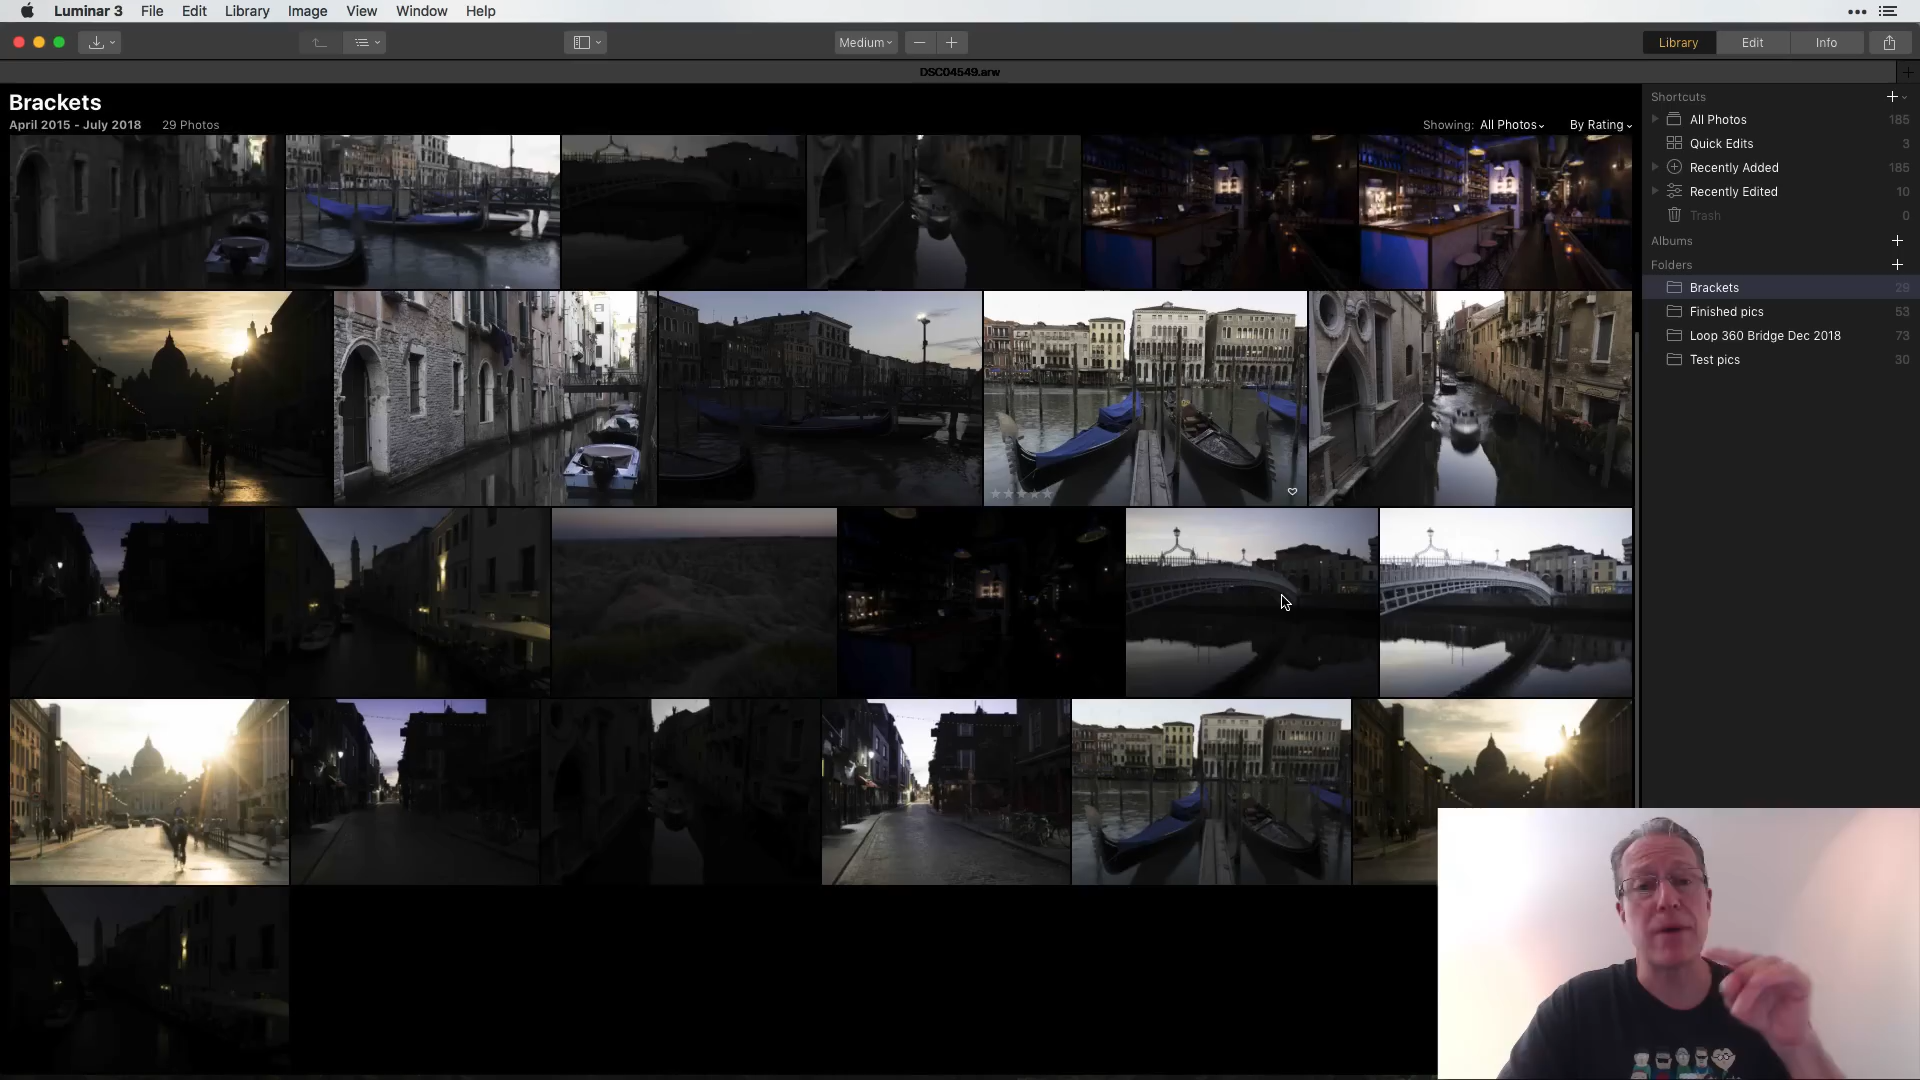 Luminar 3 File Edit Library Image View Window Help
Medium
Library Edit Info
DSC04549.arw
Brackets
April 2015 - July 2018 29 Photos
Showing: All Photos By Rating
Shortcuts
All Photos 185
Quick Edits 3
Recently Added 185
Recently Edited 10
Trash 0
Albums
Folders
Brackets 29
Finished pics 53
Loop 360 Bridge Dec 2018 73
Test pics 30